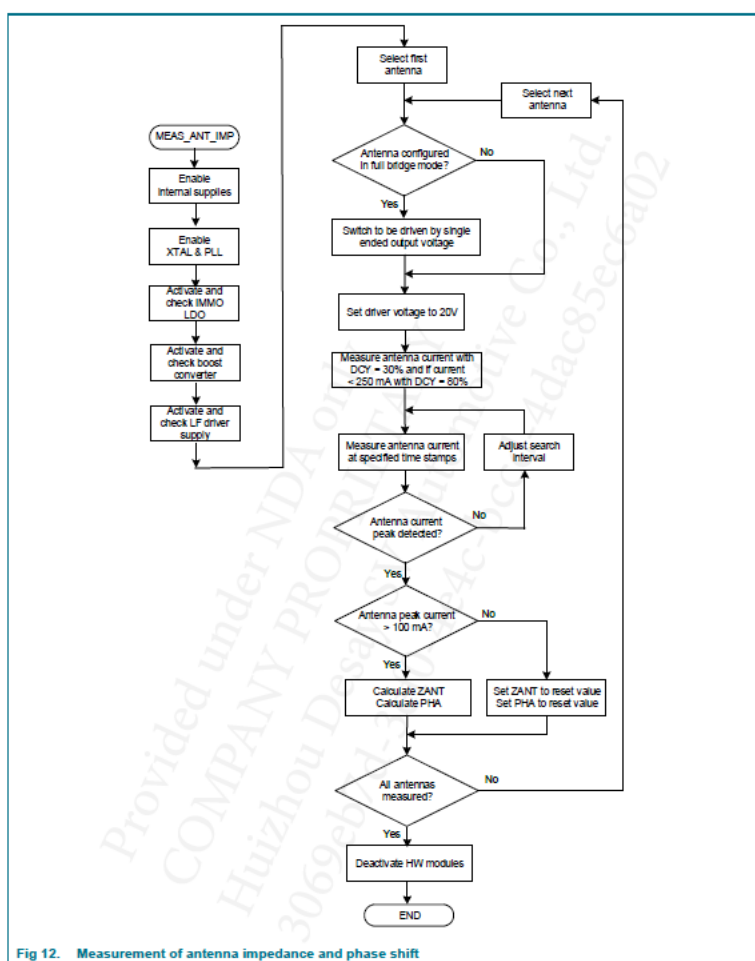 MEAS_ANT_IMP
Enable
internal supplies
Enable
XTAL & PLL
Activate and
check IMMO
LDO
Activate and
check boost
converter
Activate and
check LF driver
supply
Select first
antenna
Select next
antenna
Antenna configured
in full bridge mode?
No
Yes
Switch to be driven by single
ended output voltage
Set driver voltage to 20V
Measure antenna current with
DCY = 30% and if current
< 250 mA with DCY = 60%
Measure antenna current
at specified time stamps
Adjust search
interval
Antenna current
peak detected?
No
Yes
Antenna peak current
> 100 mA?
No
Yes
Calculate ZANT
Calculate PHA
Set ZANT to reset value
Set PHA to reset value
All antennas
measured?
No
Yes
Deactivate HW modules
END
Provided under NDA only
COMPANY PROPRIETARY
Huizhou Desay SV Automotive Co., Ltd.
Fig 12. Measurement of antenna impedance and phase shift